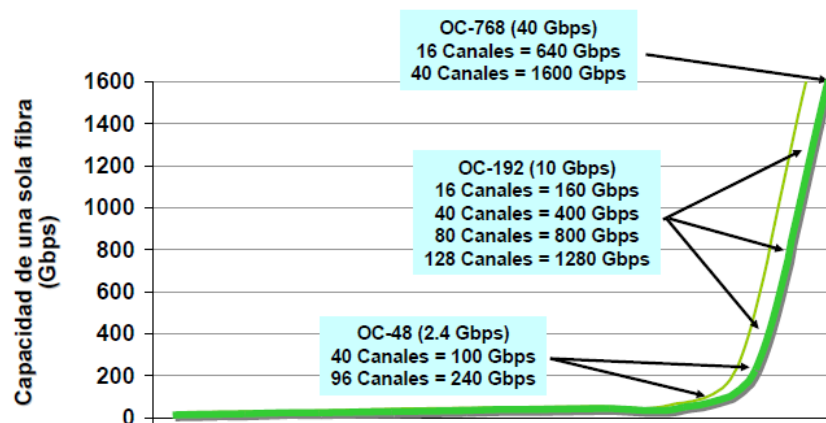 OC-768 (40 Gbps)
16 Canales = 640 Gbps
40 Canales = 1600 Gbps
Capacidad de una sola fibra
(Gbps)
1600
1400
1200
1000
800
600
400
200
0
OC-192 (10 Gbps)
16 Canales = 160 Gbps
40 Canales = 400 Gbps
80 Canales = 800 Gbps
128 Canales = 1280 Gbps
OC-48 (2.4 Gbps)
40 Canales = 100 Gbps
96 Canales = 240 Gbps